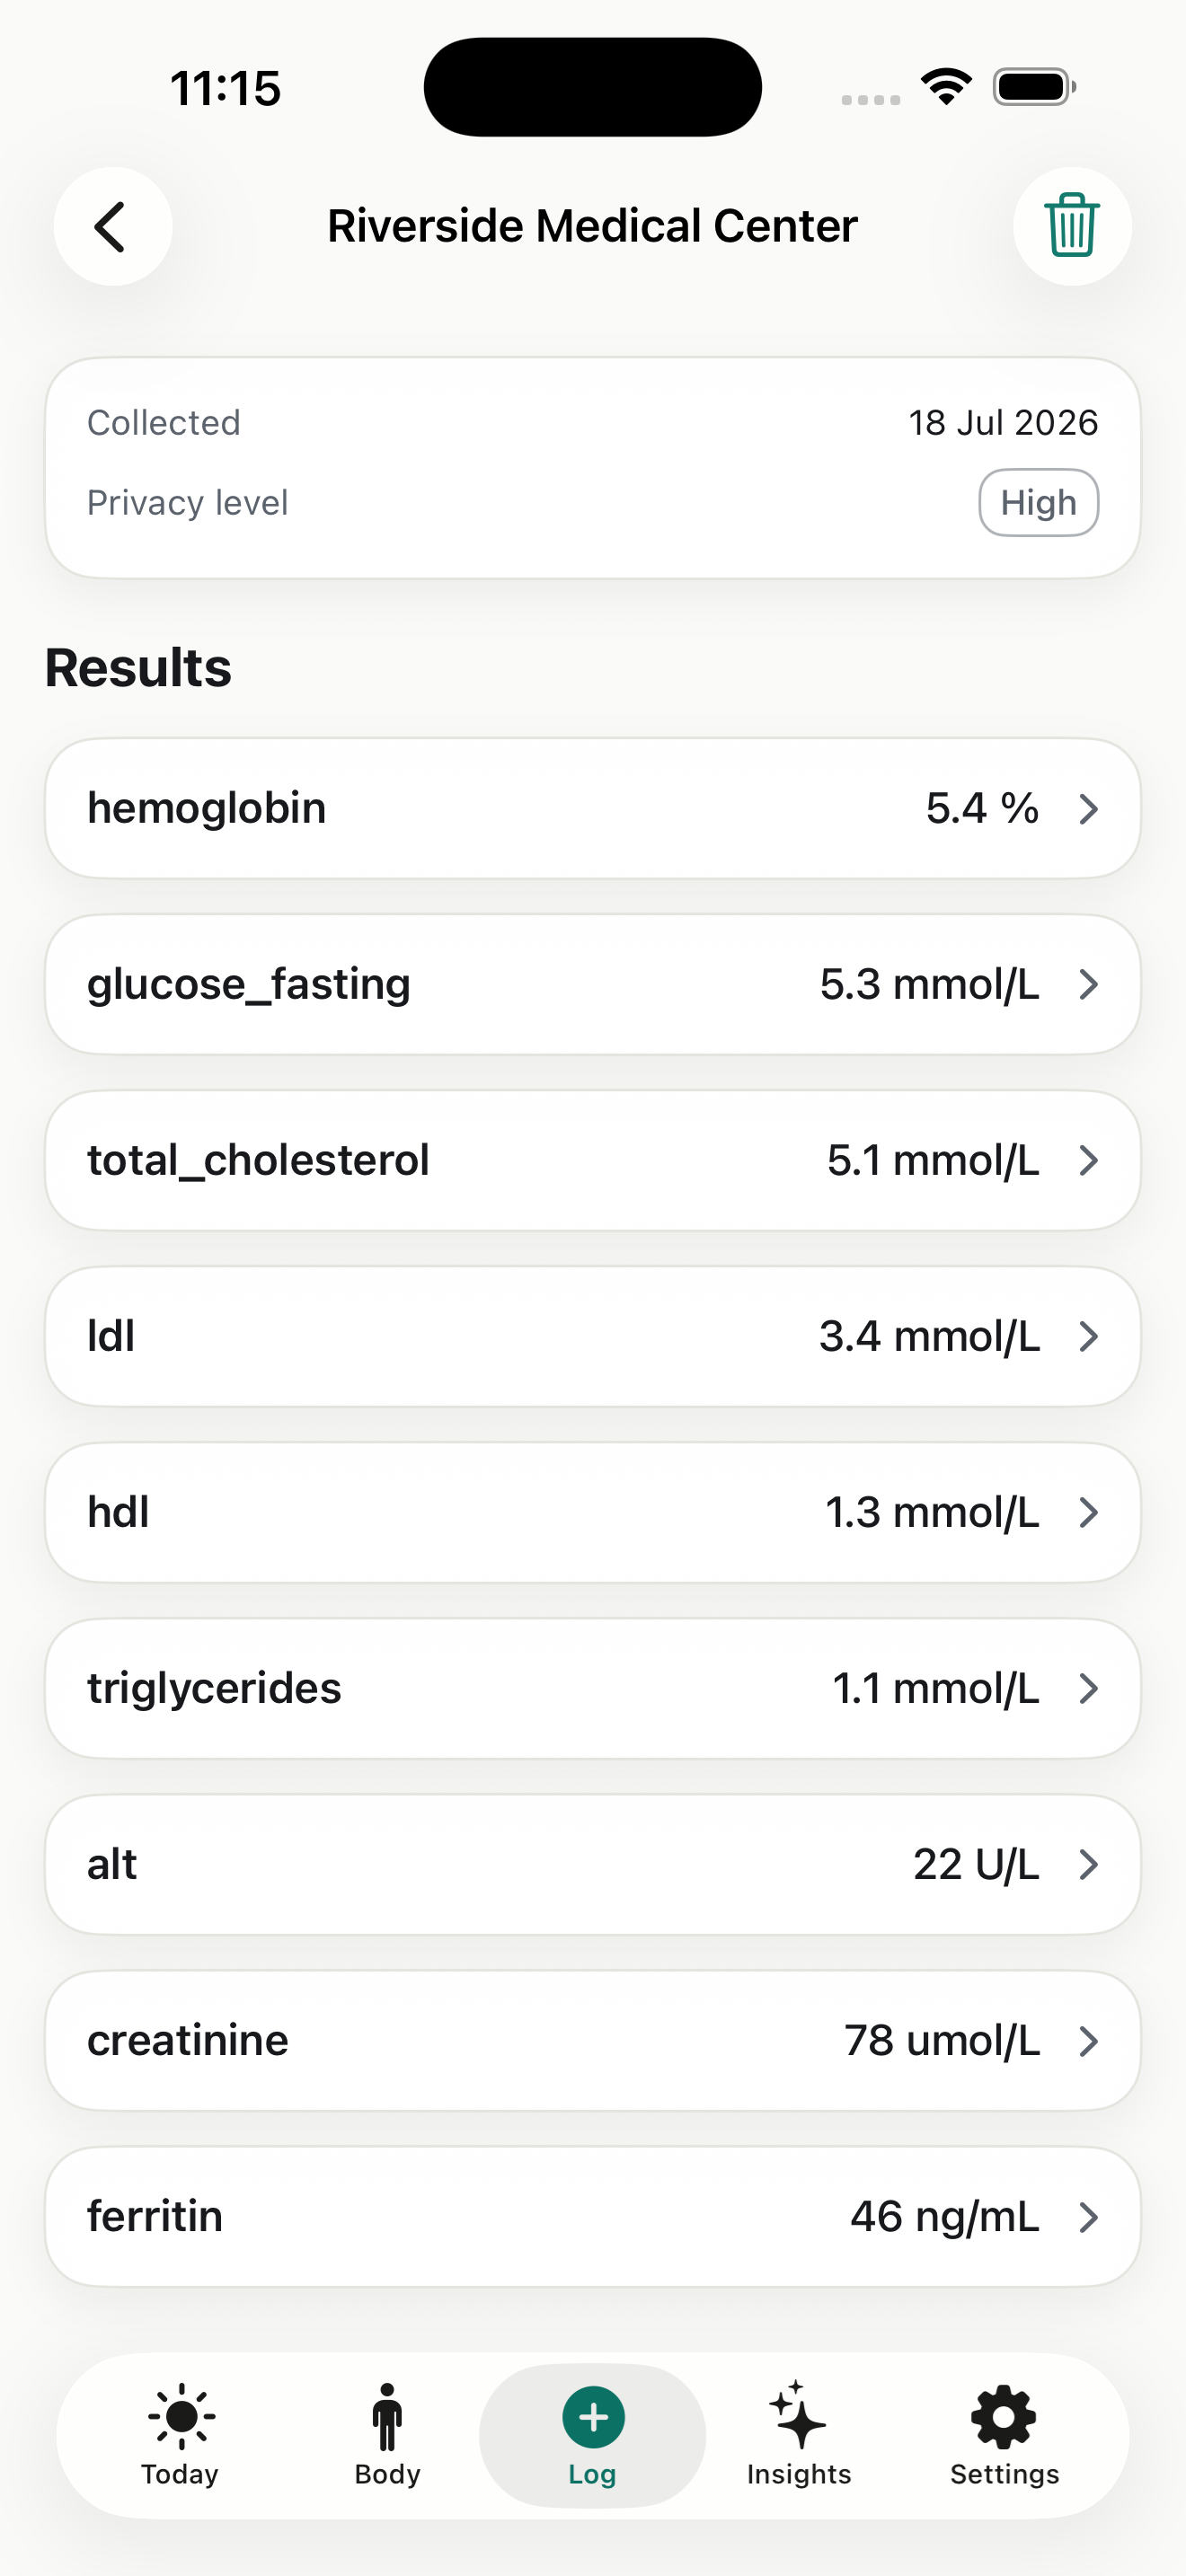 11:15
Riverside Medical Center
Collected 18 Jul 2026
Privacy level High
Results
hemoglobin 5.4 %
glucose_fasting 5.3 mmol/L
total_cholesterol 5.1 mmol/L
ldl 3.4 mmol/L
hdl 1.3 mmol/L
triglycerides 1.1 mmol/L
alt 22 U/L
creatinine 78 umol/L
ferritin 46 ng/mL
Today Body Log Insights Settings